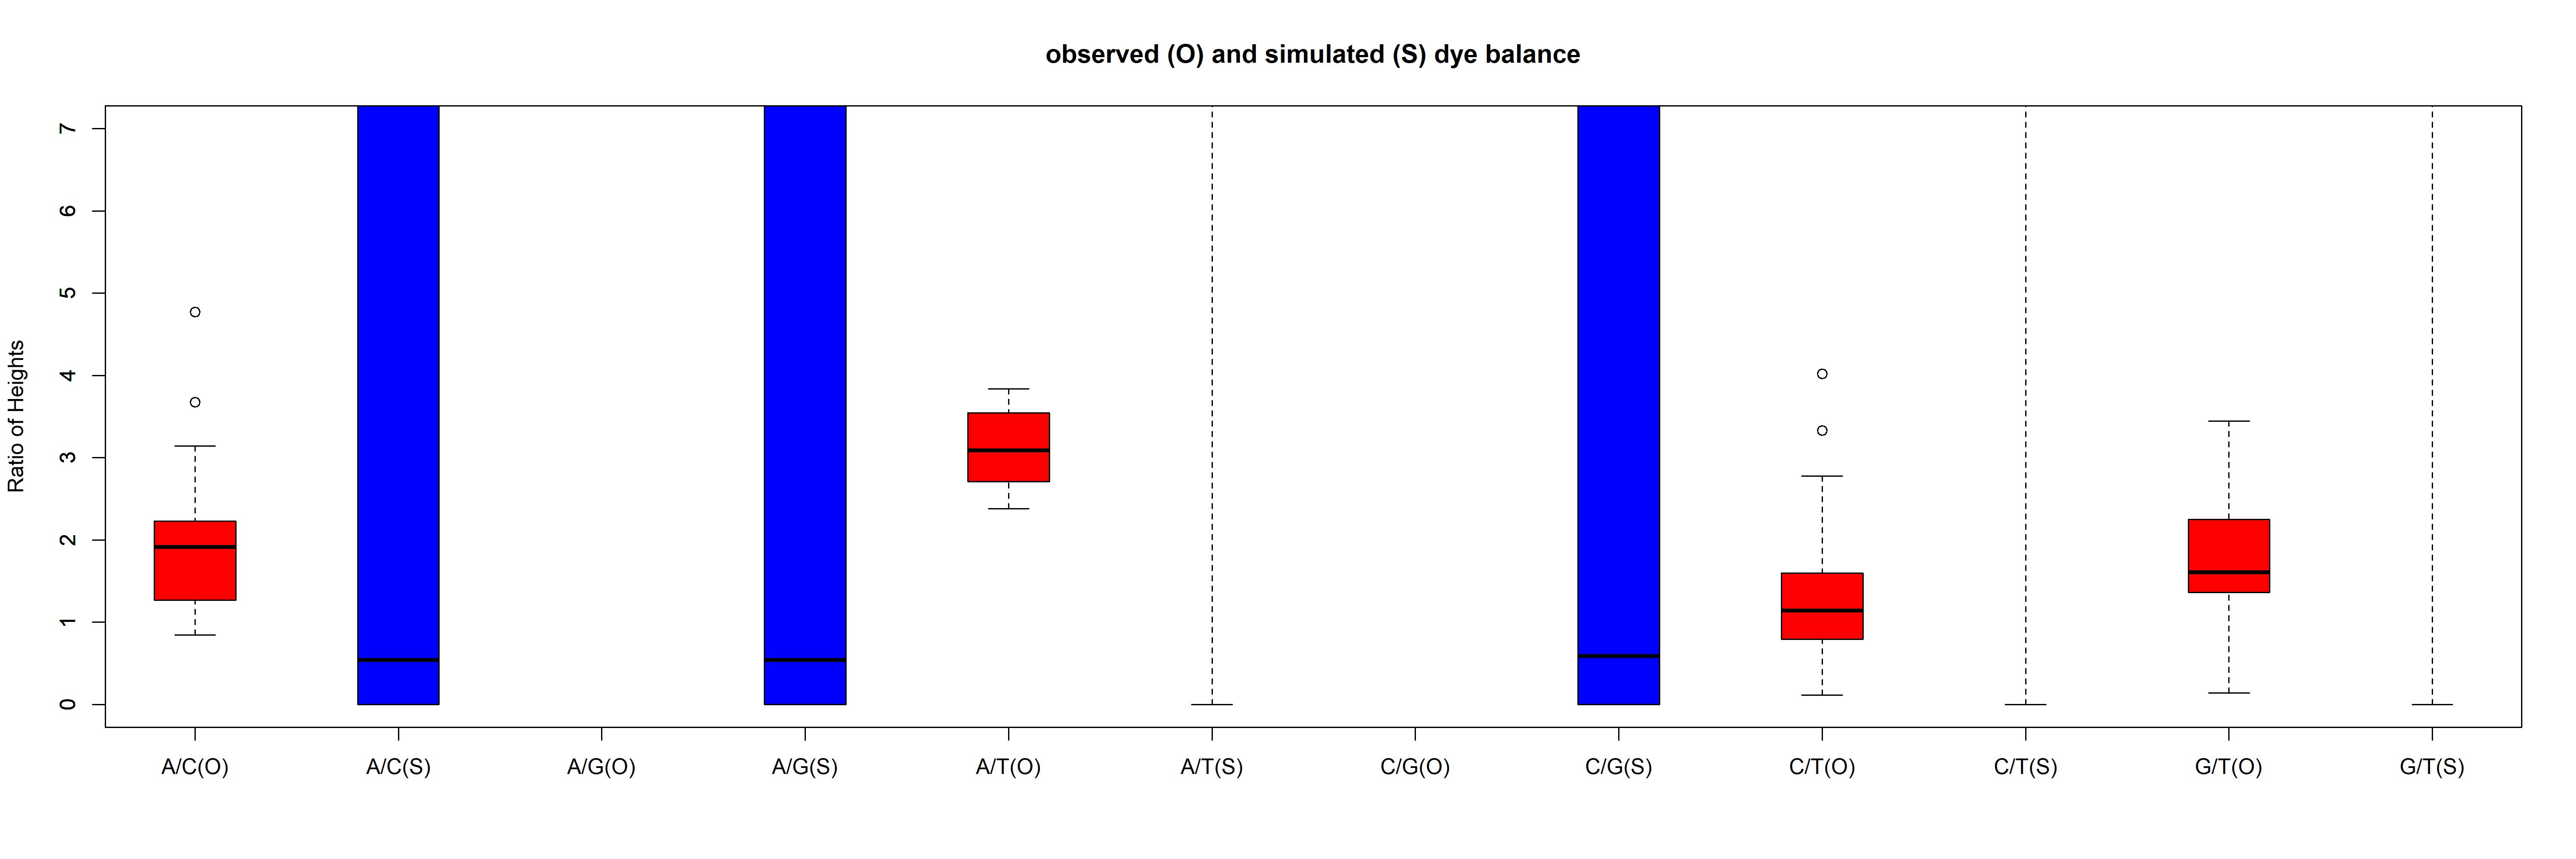 observed (O) and simulated (S) dye balance
Ratio of Heights
7
6
5
4
3
2
1
0
A/C(O) A/C(S) A/G(O) A/G(S) A/T(O) A/T(S) C/G(O) C/G(S) C/T(O) C/T(S) G/T(O) G/T(S)